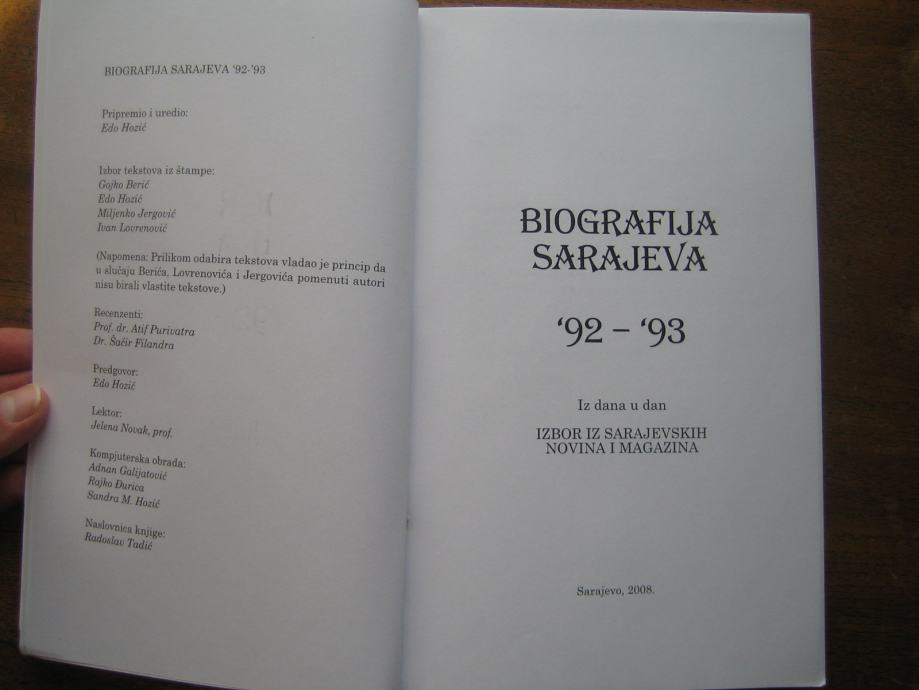 BIOGRAFIJA SARAJEVA '92-'93
Pripremio i uredio:
Edo Hozić
Izbor tekstova iz štampe:
Gojko Berić
Edo Hozić
Miljenko Jergović
Ivan Lovrenović
(Napomena: Prilikom odabira tekstova vladao je princip da
u slučaju Berića, Lovrenovića i Jergovića pomenuti autori
nisu birali vlastite tekstove.)
Recenzenti:
Prof. dr. Atif Purivatra
Dr. Šaćir Filandra
Predgovor:
Edo Hozić
Lektor:
Jelena Novak, prof.
Kompjuterska obrada:
Adnan Galijatović
Rajko Đurica
Sandra M. Hozić
Naslovnica knjige:
Radoslav Tadić
BIOGRAFIJA
SARAJEVA
‘92 – ‘93
Iz dana u dan
IZBOR IZ SARAJEVSKIH
NOVINA I MAGAZINA
Sarajevo, 2008.